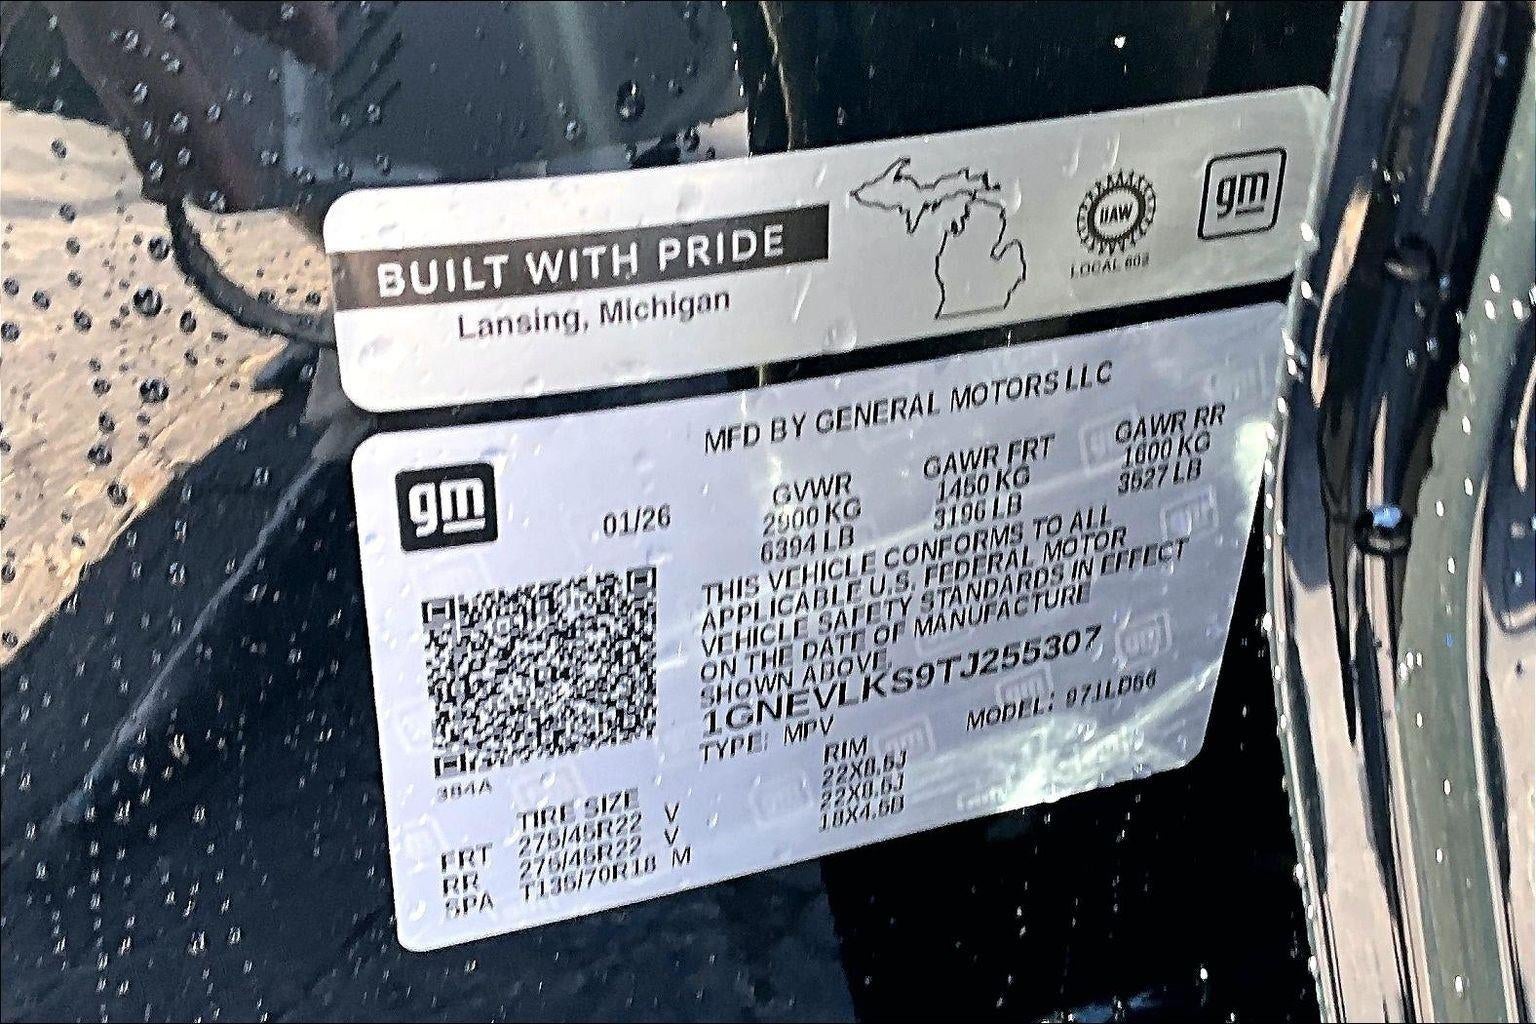 BUILT WITH PRIDE
Lansing, Michigan
UAW
LOCAL 602
gm
MFD BY GENERAL MOTORS LLC
gm
01/26
GVWR
2900 KG
6394 LB
GAWR FRT
1450 KG
3196 LB
GAWR RR
1600 KG
3527 LB
THIS VEHICLE CONFORMS TO ALL
APPLICABLE U.S. FEDERAL MOTOR
VEHICLE SAFETY STANDARDS IN EFFECT
ON THE DATE OF MANUFACTURE
SHOWN ABOVE.
1GNEVLKS9TJ255307
TYPE: MPV
MODEL: 971LD56
384A
TIRE SIZE RIM
FRT 275/45R22 V 22X8.5J
RR 275/45R22 V 22X8.5J
SPA T135/70R18 M 18X4.5B